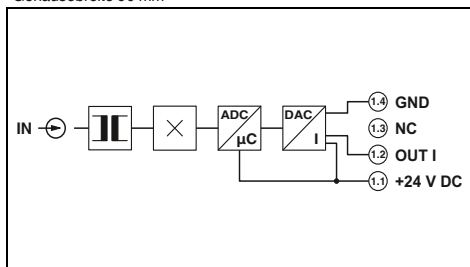 IN
ADC
µC
DAC
I
1.4 GND
1.3 NC
1.2 OUT I
1.1 +24 V DC